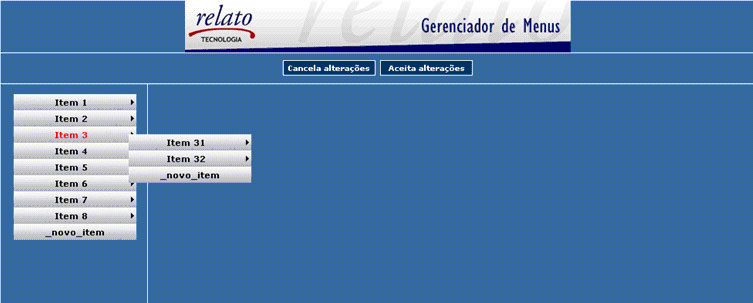 relato
TECNOLOGIA
relato
Gerenciador de Menus
Cancela alterações
Aceita alterações
Item 1
Item 2
Item 3
Item 4
Item 5
Item 6
Item 7
Item 8
_novo_item
Item 31
Item 32
_novo_item